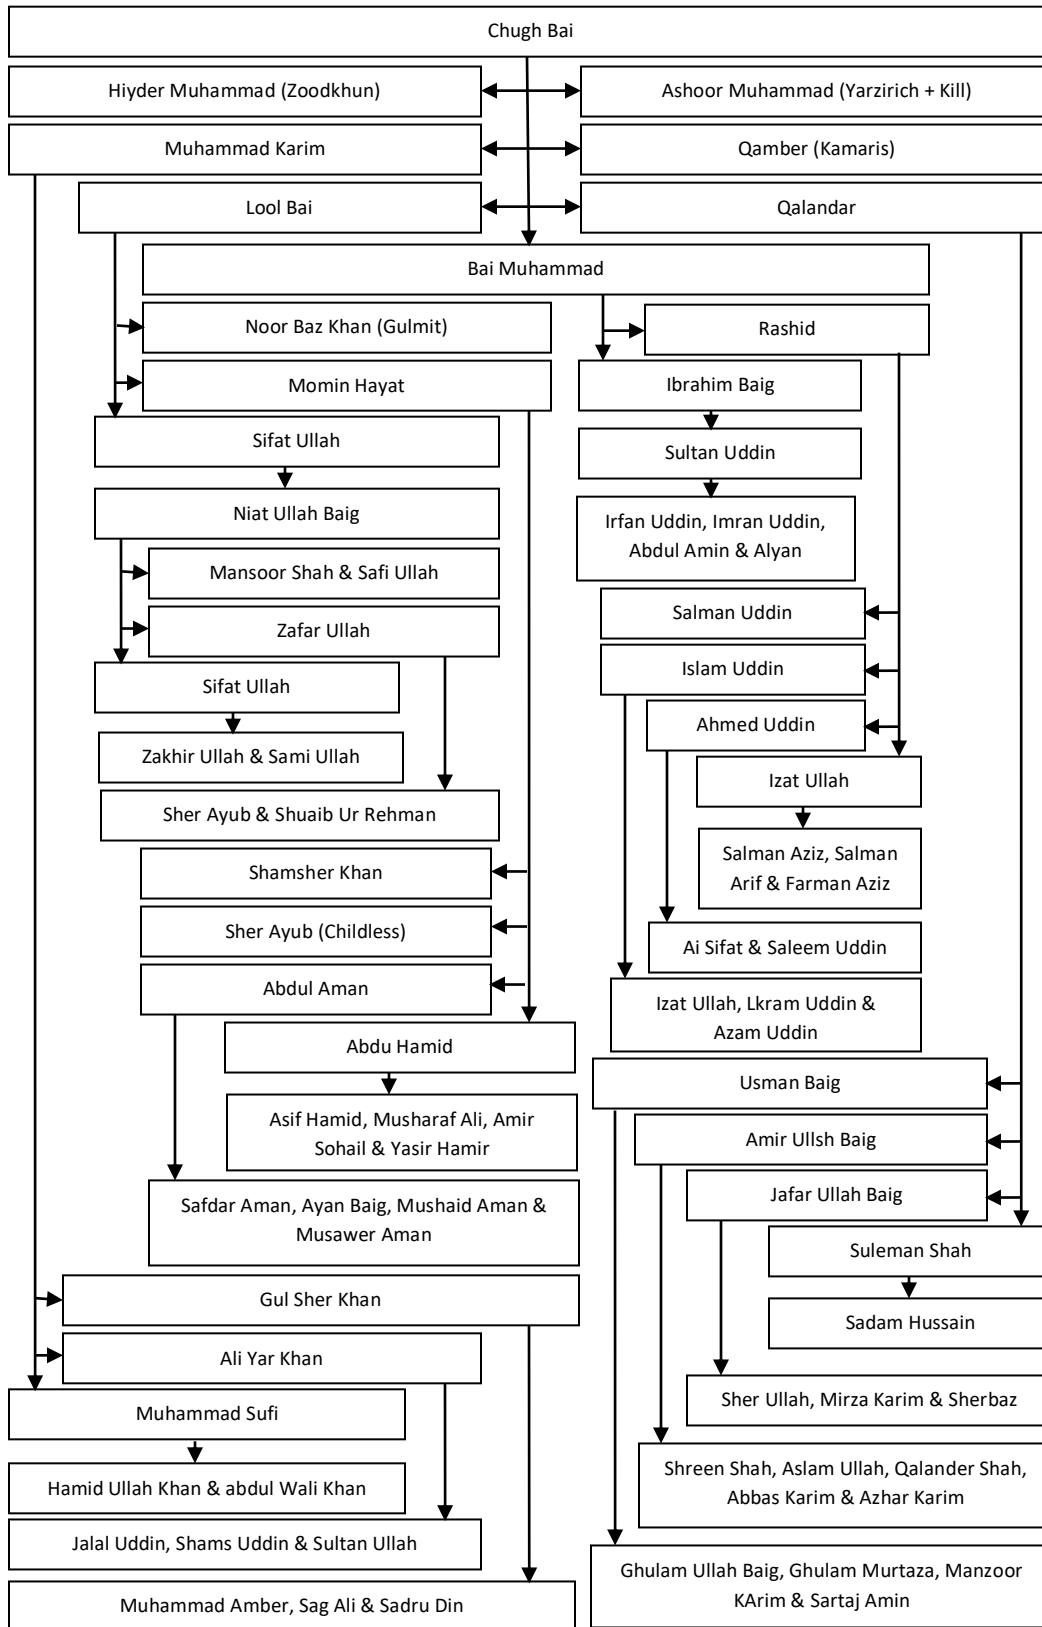 Chugh Bai
Hiyder Muhammad (Zoodkhun)
Ashoor Muhammad (Yarzirich + Kill)
Muhammad Karim
Qamber (Kamaris)
Lool Bai
Qalandar
Bai Muhammad
Noor Baz Khan (Gulmit)
Rashid
Momin Hayat
Ibrahim Baig
Sifat Ullah
Sultan Uddin
Niat Ullah Baig
Irfan Uddin, Imran Uddin,
Abdul Amin & Alyan
Mansoor Shah & Safi Ullah
Salman Uddin
Zafar Ullah
Islam Uddin
Sifat Ullah
Ahmed Uddin
Zakhir Ullah & Sami Ullah
Izat Ullah
Sher Ayub & Shuaib Ur Rehman
Salman Aziz, Salman
Arif & Farman Aziz
Shamsher Khan
Sher Ayub (Childless)
Ai Sifat & Saleem Uddin
Abdul Aman
Izat Ullah, Lkram Uddin &
Azam Uddin
Abdu Hamid
Usman Baig
Asif Hamid, Musharaf Ali, Amir
Sohail & Yasir Hamir
Amir Ullsh Baig
Jafar Ullah Baig
Safdar Aman, Ayan Baig, Mushaid Aman &
Musawer Aman
Suleman Shah
Gul Sher Khan
Sadam Hussain
Ali Yar Khan
Sher Ullah, Mirza Karim & Sherbaz
Muhammad Sufi
Hamid Ullah Khan & abdul Wali Khan
Shreen Shah, Aslam Ullah, Qalander Shah,
Abbas Karim & Azhar Karim
Jalal Uddin, Shams Uddin & Sultan Ullah
Ghulam Ullah Baig, Ghulam Murtaza, Manzoor
KArim & Sartaj Amin
Muhammad Amber, Sag Ali & Sadru Din